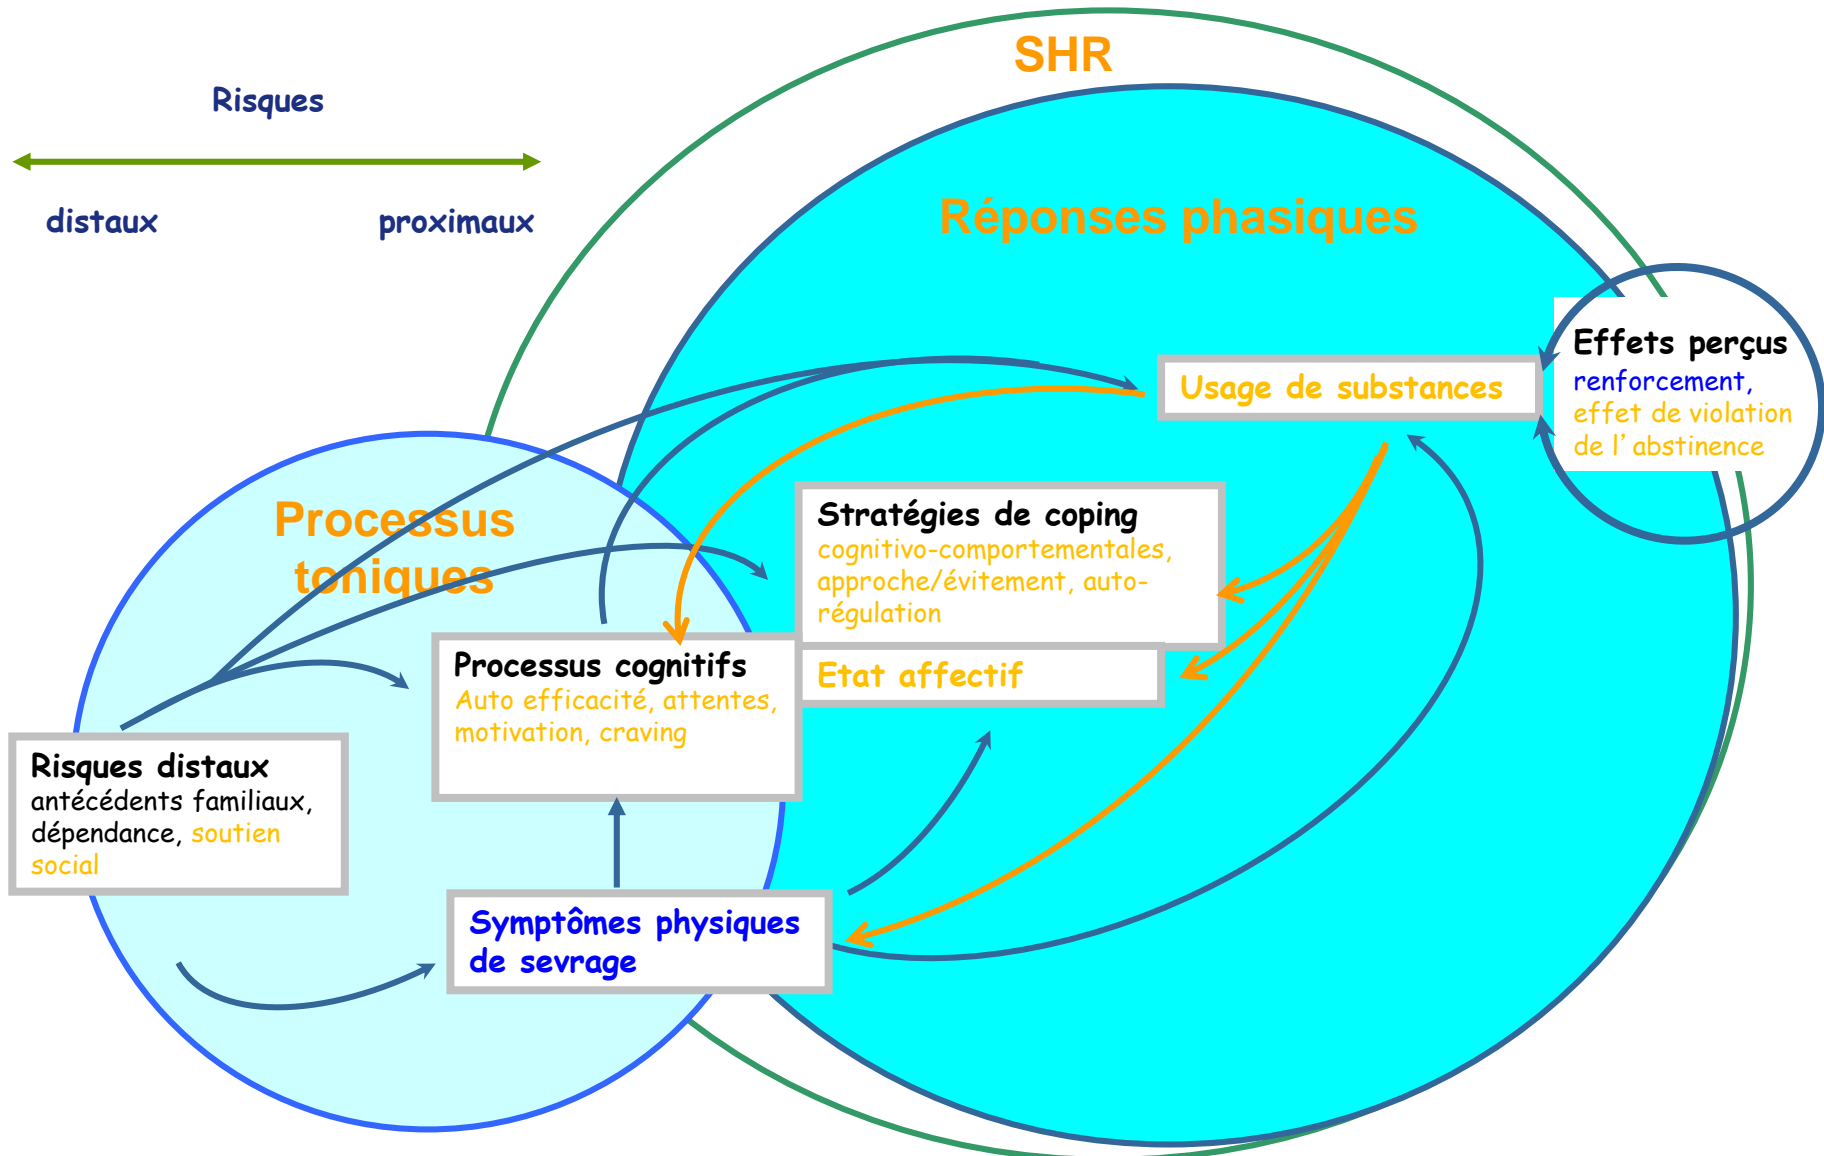 SHR
Risques
distaux
proximaux
Réponses phasiques
Effets perçus
renforcement,
effet de violation
de l’abstinence
Usage de substances
Processus
toniques
Stratégies de coping
cognitivo-comportementales,
approche/évitement, auto-
régulation
Processus cognitifs
Auto efficacité, attentes,
motivation, craving
Etat affectif
Risques distaux
antécédents familiaux,
dépendance, soutien
social
Symptômes physiques
de sevrage